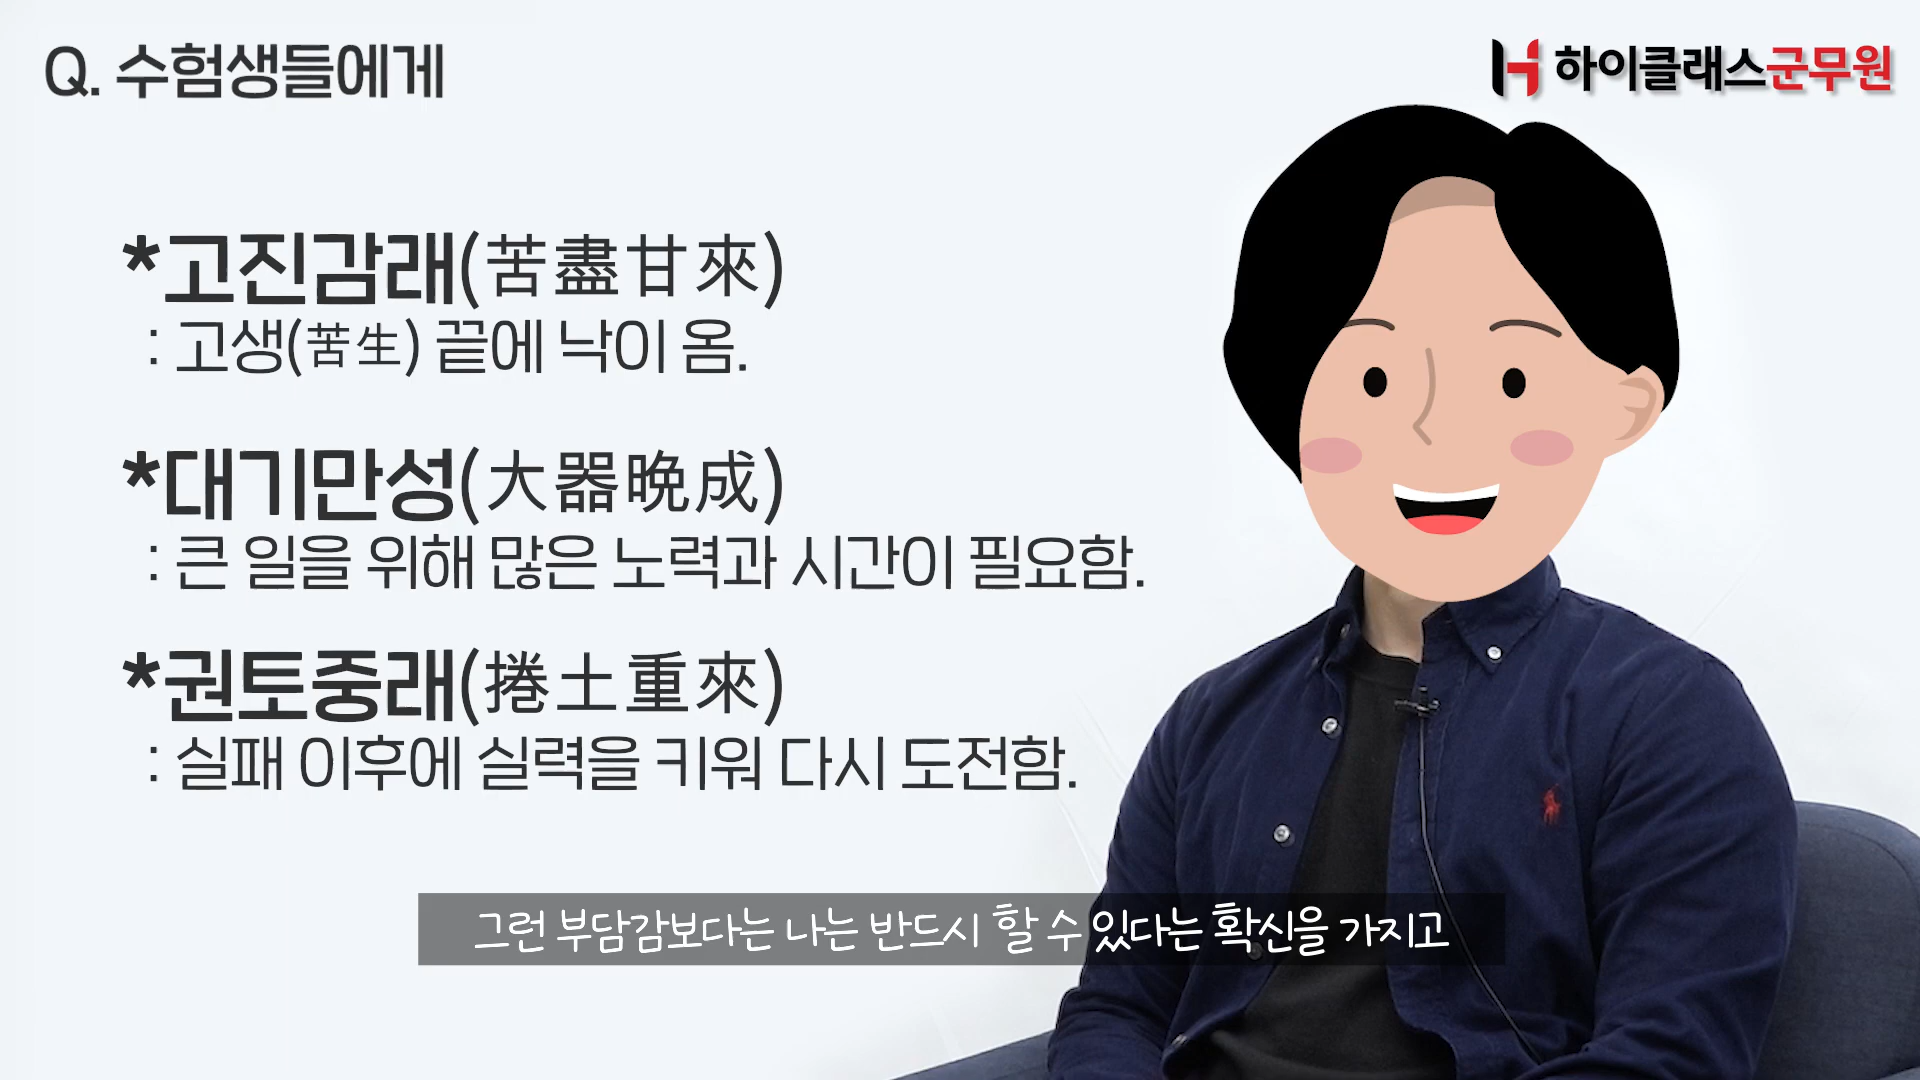 Q. 수험생들에게
하이클래스군무원
*고진감래(苦盡甘來)
: 고생(苦生) 끝에 낙이 옴.
*대기만성(大器晩成)
: 큰 일을 위해 많은 노력과 시간이 필요함.
*권토중래(捲土重來)
: 실패 이후에 실력을 키워 다시 도전함.
그런 부담감보다는 나는 반드시 할 수 있다는 확신을 가지고